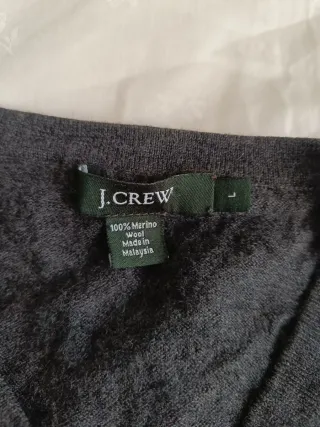 J.CREW
L
100% Merino
Wool
Made in
Malaysia